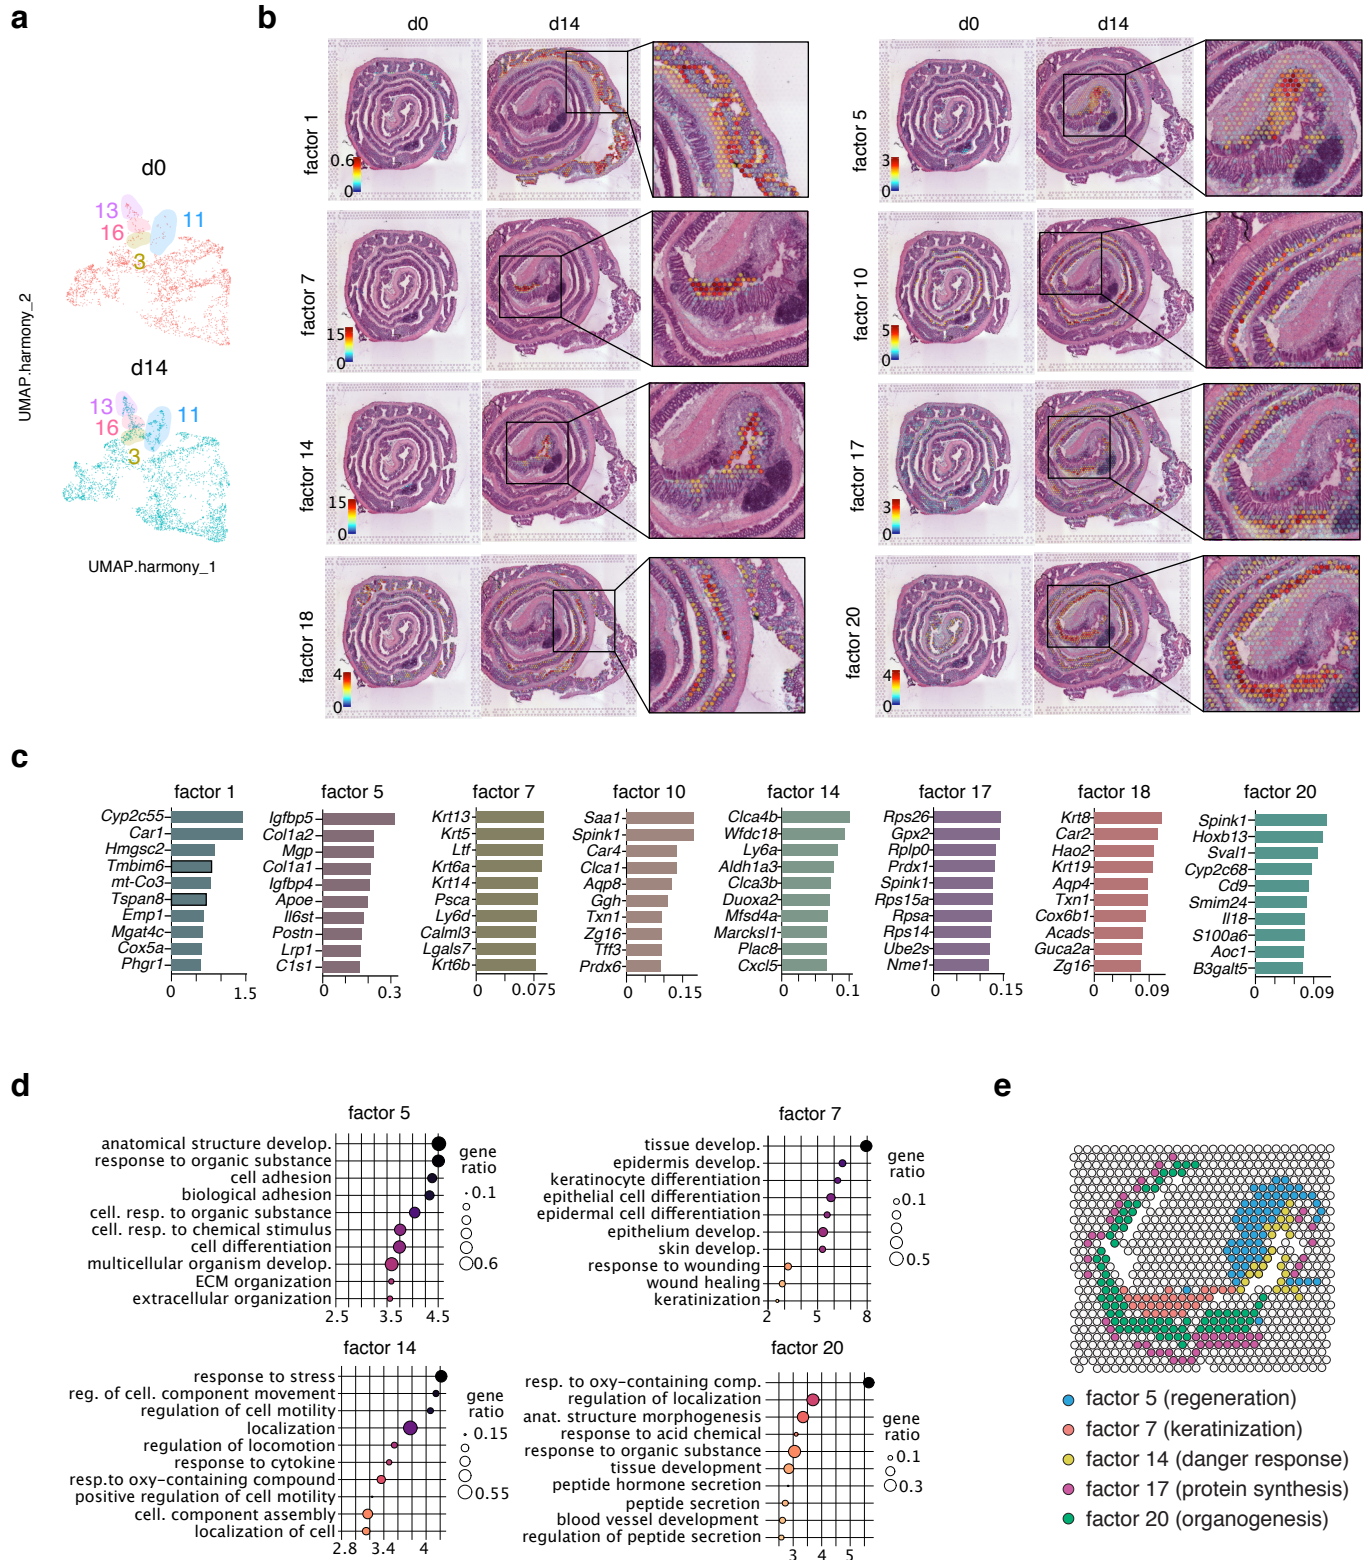 a
b
d0
d14
d0
d14
factor 1
0.6
0
factor 5
3
0
d0
13
16
11
3
UMAP.harmony_2
factor 7
15
0
factor 10
5
0
d14
13
16
11
3
UMAP.harmony_1
factor 14
15
0
factor 17
3
0
factor 18
4
0
factor 20
4
0
c
factor 1
Cyp2c55
Car1
Hmgsc2
Tmbim6
mt-Co3
Tspan8
Emp1
Mgat4c
Cox5a
Phgr1
0 1.5
factor 5
Igfbp5
Col1a2
Mgp
Col1a1
Igfbp4
Apoe
Il6st
Postn
Lrp1
C1s1
0 0.3
factor 7
Krt13
Krt5
Ltf
Krt6a
Krt14
Psca
Ly6d
Calml3
Lgals7
Krt6b
0 0.075
factor 10
Saa1
Spink1
Car4
Clca1
Aqp8
Ggh
Txn1
Zg16
Tff3
Prdx6
0 0.15
factor 14
Clca4b
Wfdc18
Ly6a
Aldh1a3
Clca3b
Duoxa2
Mfsd4a
Marcksl1
Plac8
Cxcl5
0 0.1
factor 17
Rps26
Gpx2
Rplp0
Prdx1
Spink1
Rps15a
Rpsa
Rps14
Ube2s
Nme1
0 0.15
factor 18
Krt8
Car2
Hao2
Krt19
Aqp4
Txn1
Cox6b1
Acads
Guca2a
Zg16
0 0.09
factor 20
Spink1
Hoxb13
Sval1
Cyp2c68
Cd9
Smim24
Il18
S100a6
Aoc1
B3galt5
0 0.09
d
factor 5
anatomical structure develop.
response to organic substance
cell adhesion
biological adhesion
cell. resp. to organic substance
cell. resp. to chemical stimulus
cell differentiation
multicellular organism develop.
ECM organization
extracellular organization
2.5 3.5 4.5
gene
ratio
0.1
0.6
factor 7
tissue develop.
epidermis develop.
keratinocyte differentiation
epithelial cell differentiation
epidermal cell differentiation
epithelium develop.
skin develop.
response to wounding
wound healing
keratinization
2 5 8
gene
ratio
0.1
0.5
factor 14
response to stress
reg. of cell. component movement
regulation of cell motility
localization
regulation of locomotion
response to cytokine
resp.to oxy-containing compound
positive regulation of cell motility
cell. component assembly
localization of cell
2.8 3.4 4
gene
ratio
0.15
0.55
factor 20
resp. to oxy-containing comp.
regulation of localization
anat. structure morphogenesis
response to acid chemical
response to organic substance
tissue development
peptide hormone secretion
peptide secretion
blood vessel development
regulation of peptide secretion
3 4 5
gene
ratio
0.1
0.3
e
factor 5 (regeneration)
factor 7 (keratinization)
factor 14 (danger response)
factor 17 (protein synthesis)
factor 20 (organogenesis)